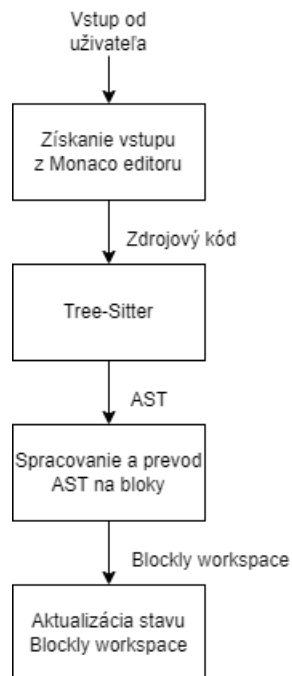 Vstup od
užívateľa
Získanie vstupu
z Monaco editoru
Zdrojový kód
Tree-Sitter
AST
Spracovanie a prevod
AST na bloky
Blockly workspace
Aktualizácia stavu
Blockly workspace